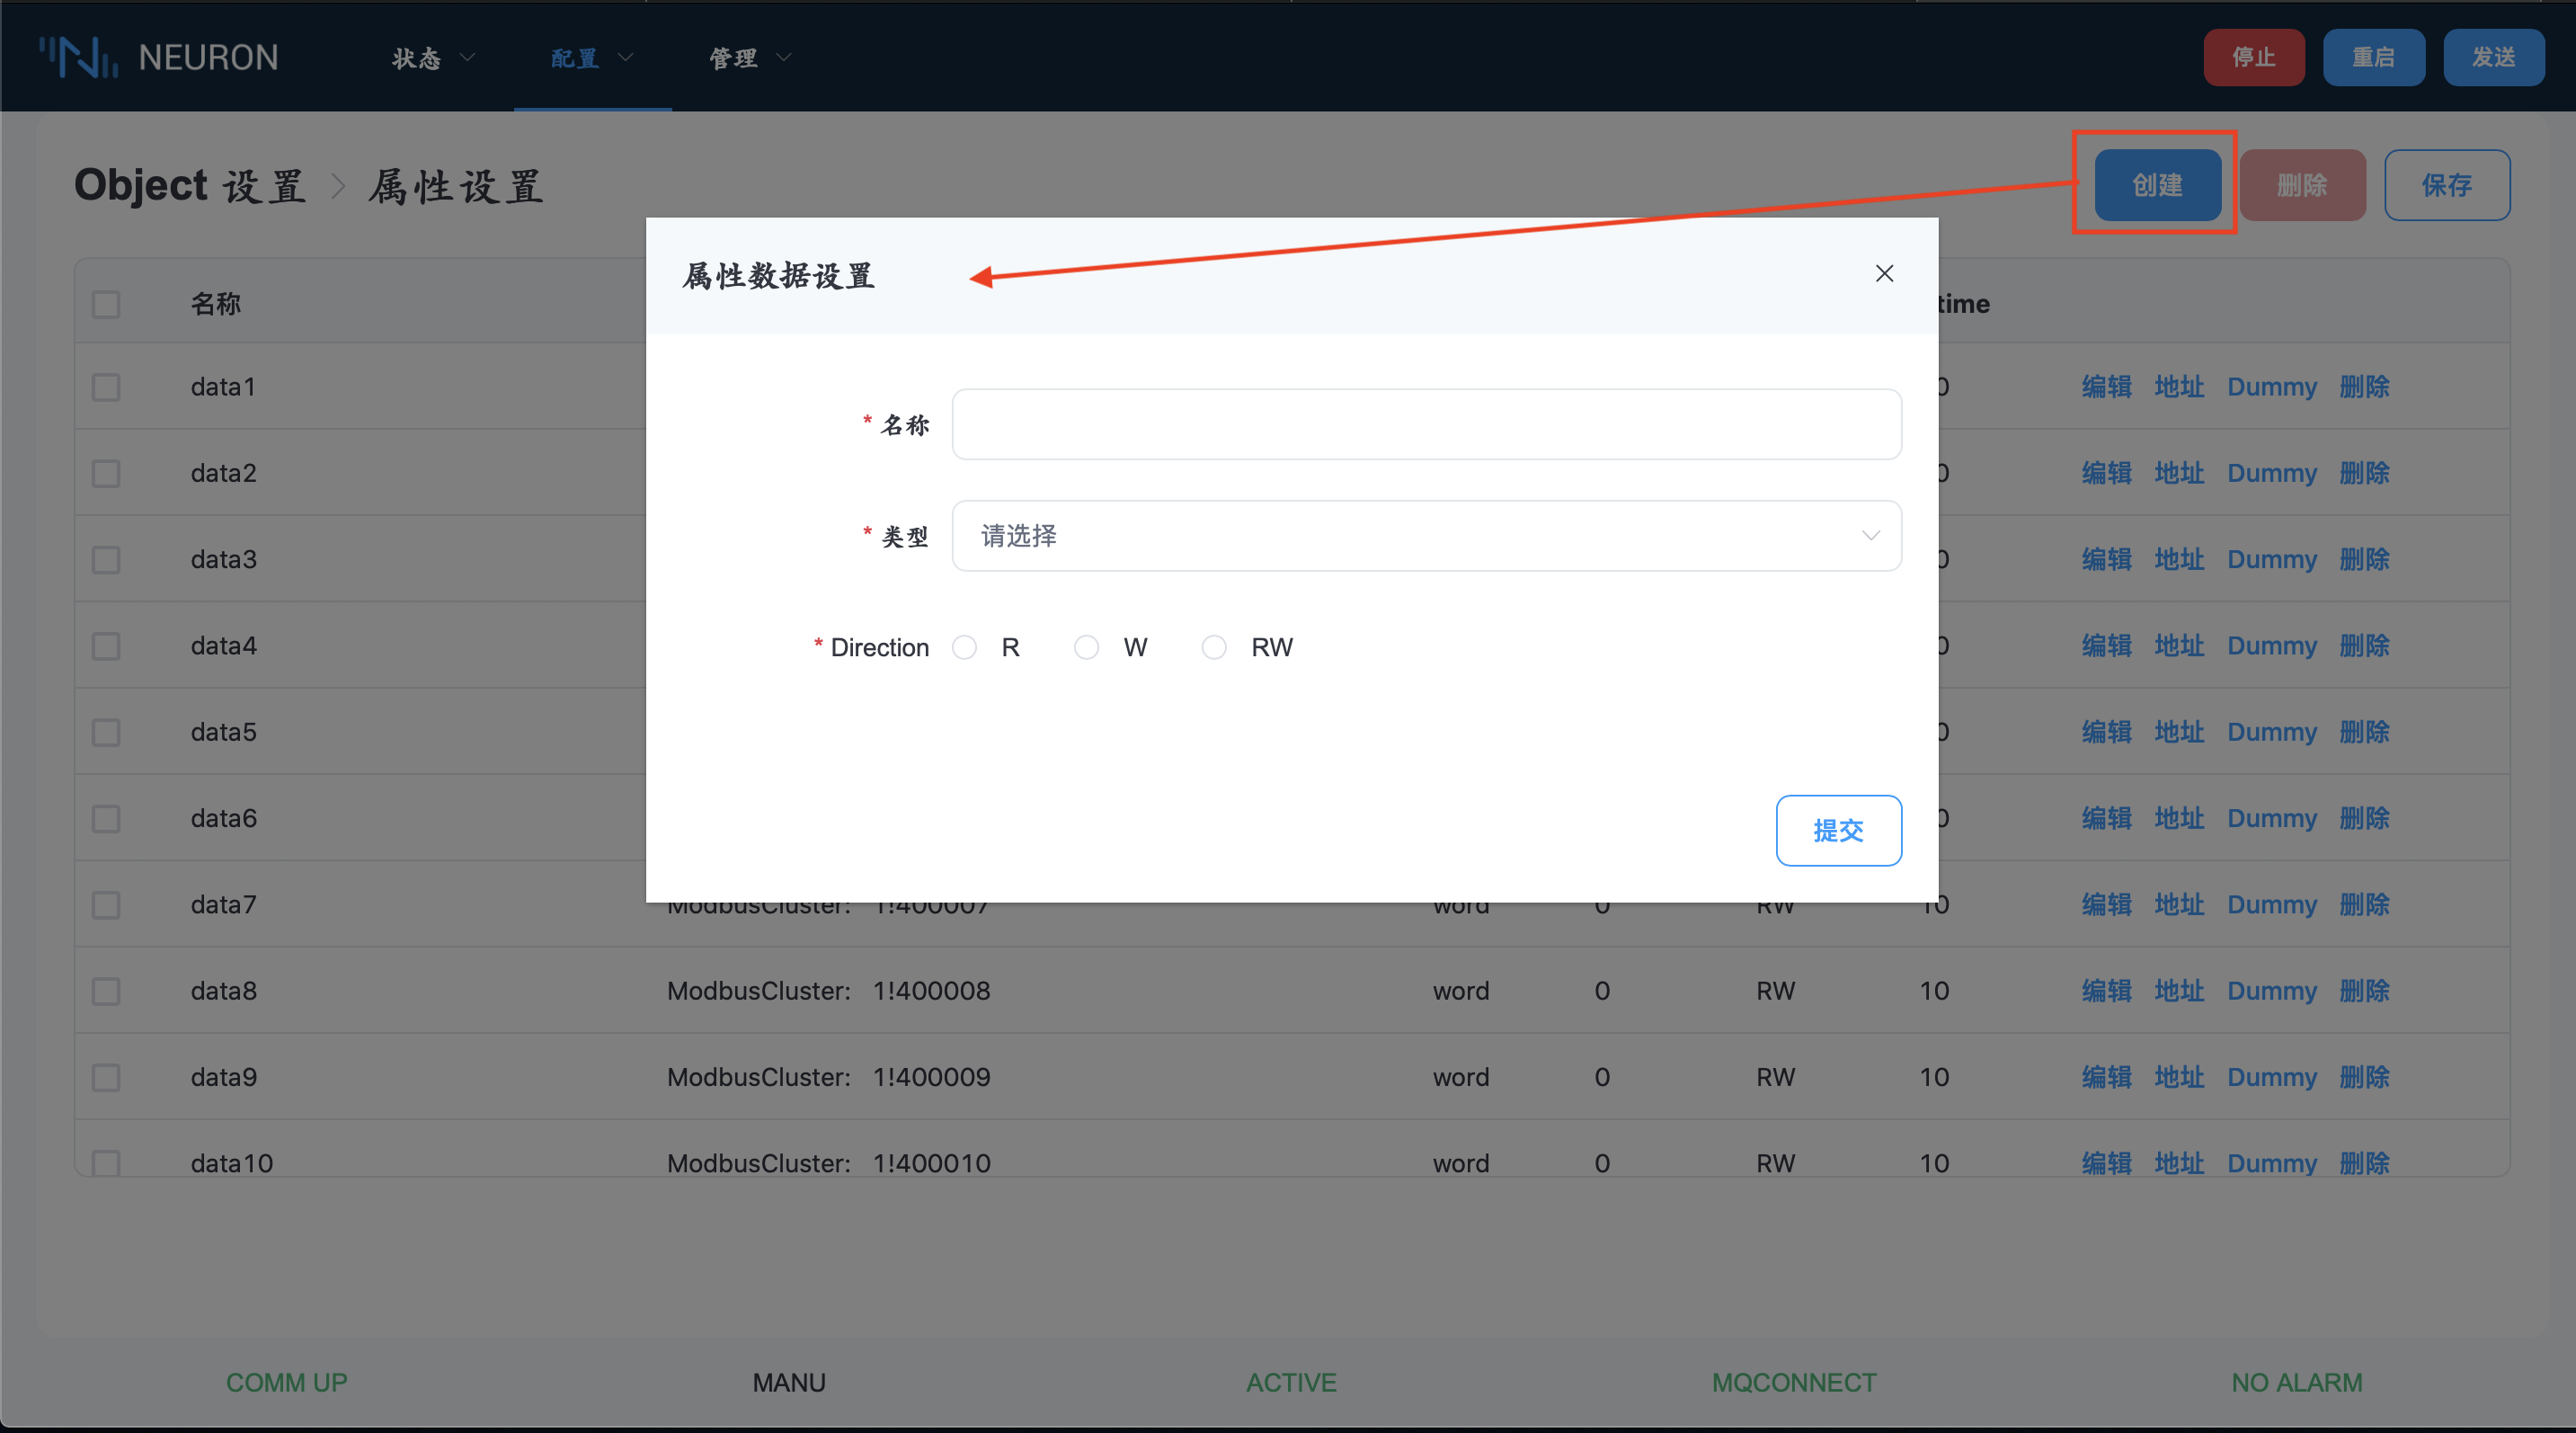 NEURON 状态 配置 管理 停止 重启 发送
Object 设置 > 属性设置 创建 删除 保存
属性数据设置
名称 time
data1 0 编辑 地址 Dummy 删除
* 名称
data2 0 编辑 地址 Dummy 删除
* 类型 请选择
data3 0 编辑 地址 Dummy 删除
data4 0 编辑 地址 Dummy 删除
* Direction R W RW
data5 0 编辑 地址 Dummy 删除
data6 0 编辑 地址 Dummy 删除
提交
data7 ModbusCluster: 1!400007 word 0 RW 10 编辑 地址 Dummy 删除
data8 ModbusCluster: 1!400008 word 0 RW 10 编辑 地址 Dummy 删除
data9 ModbusCluster: 1!400009 word 0 RW 10 编辑 地址 Dummy 删除
data10 ModbusCluster: 1!400010 word 0 RW 10 编辑 地址 Dummy 删除
COMM UP MANU ACTIVE MQCONNECT NO ALARM